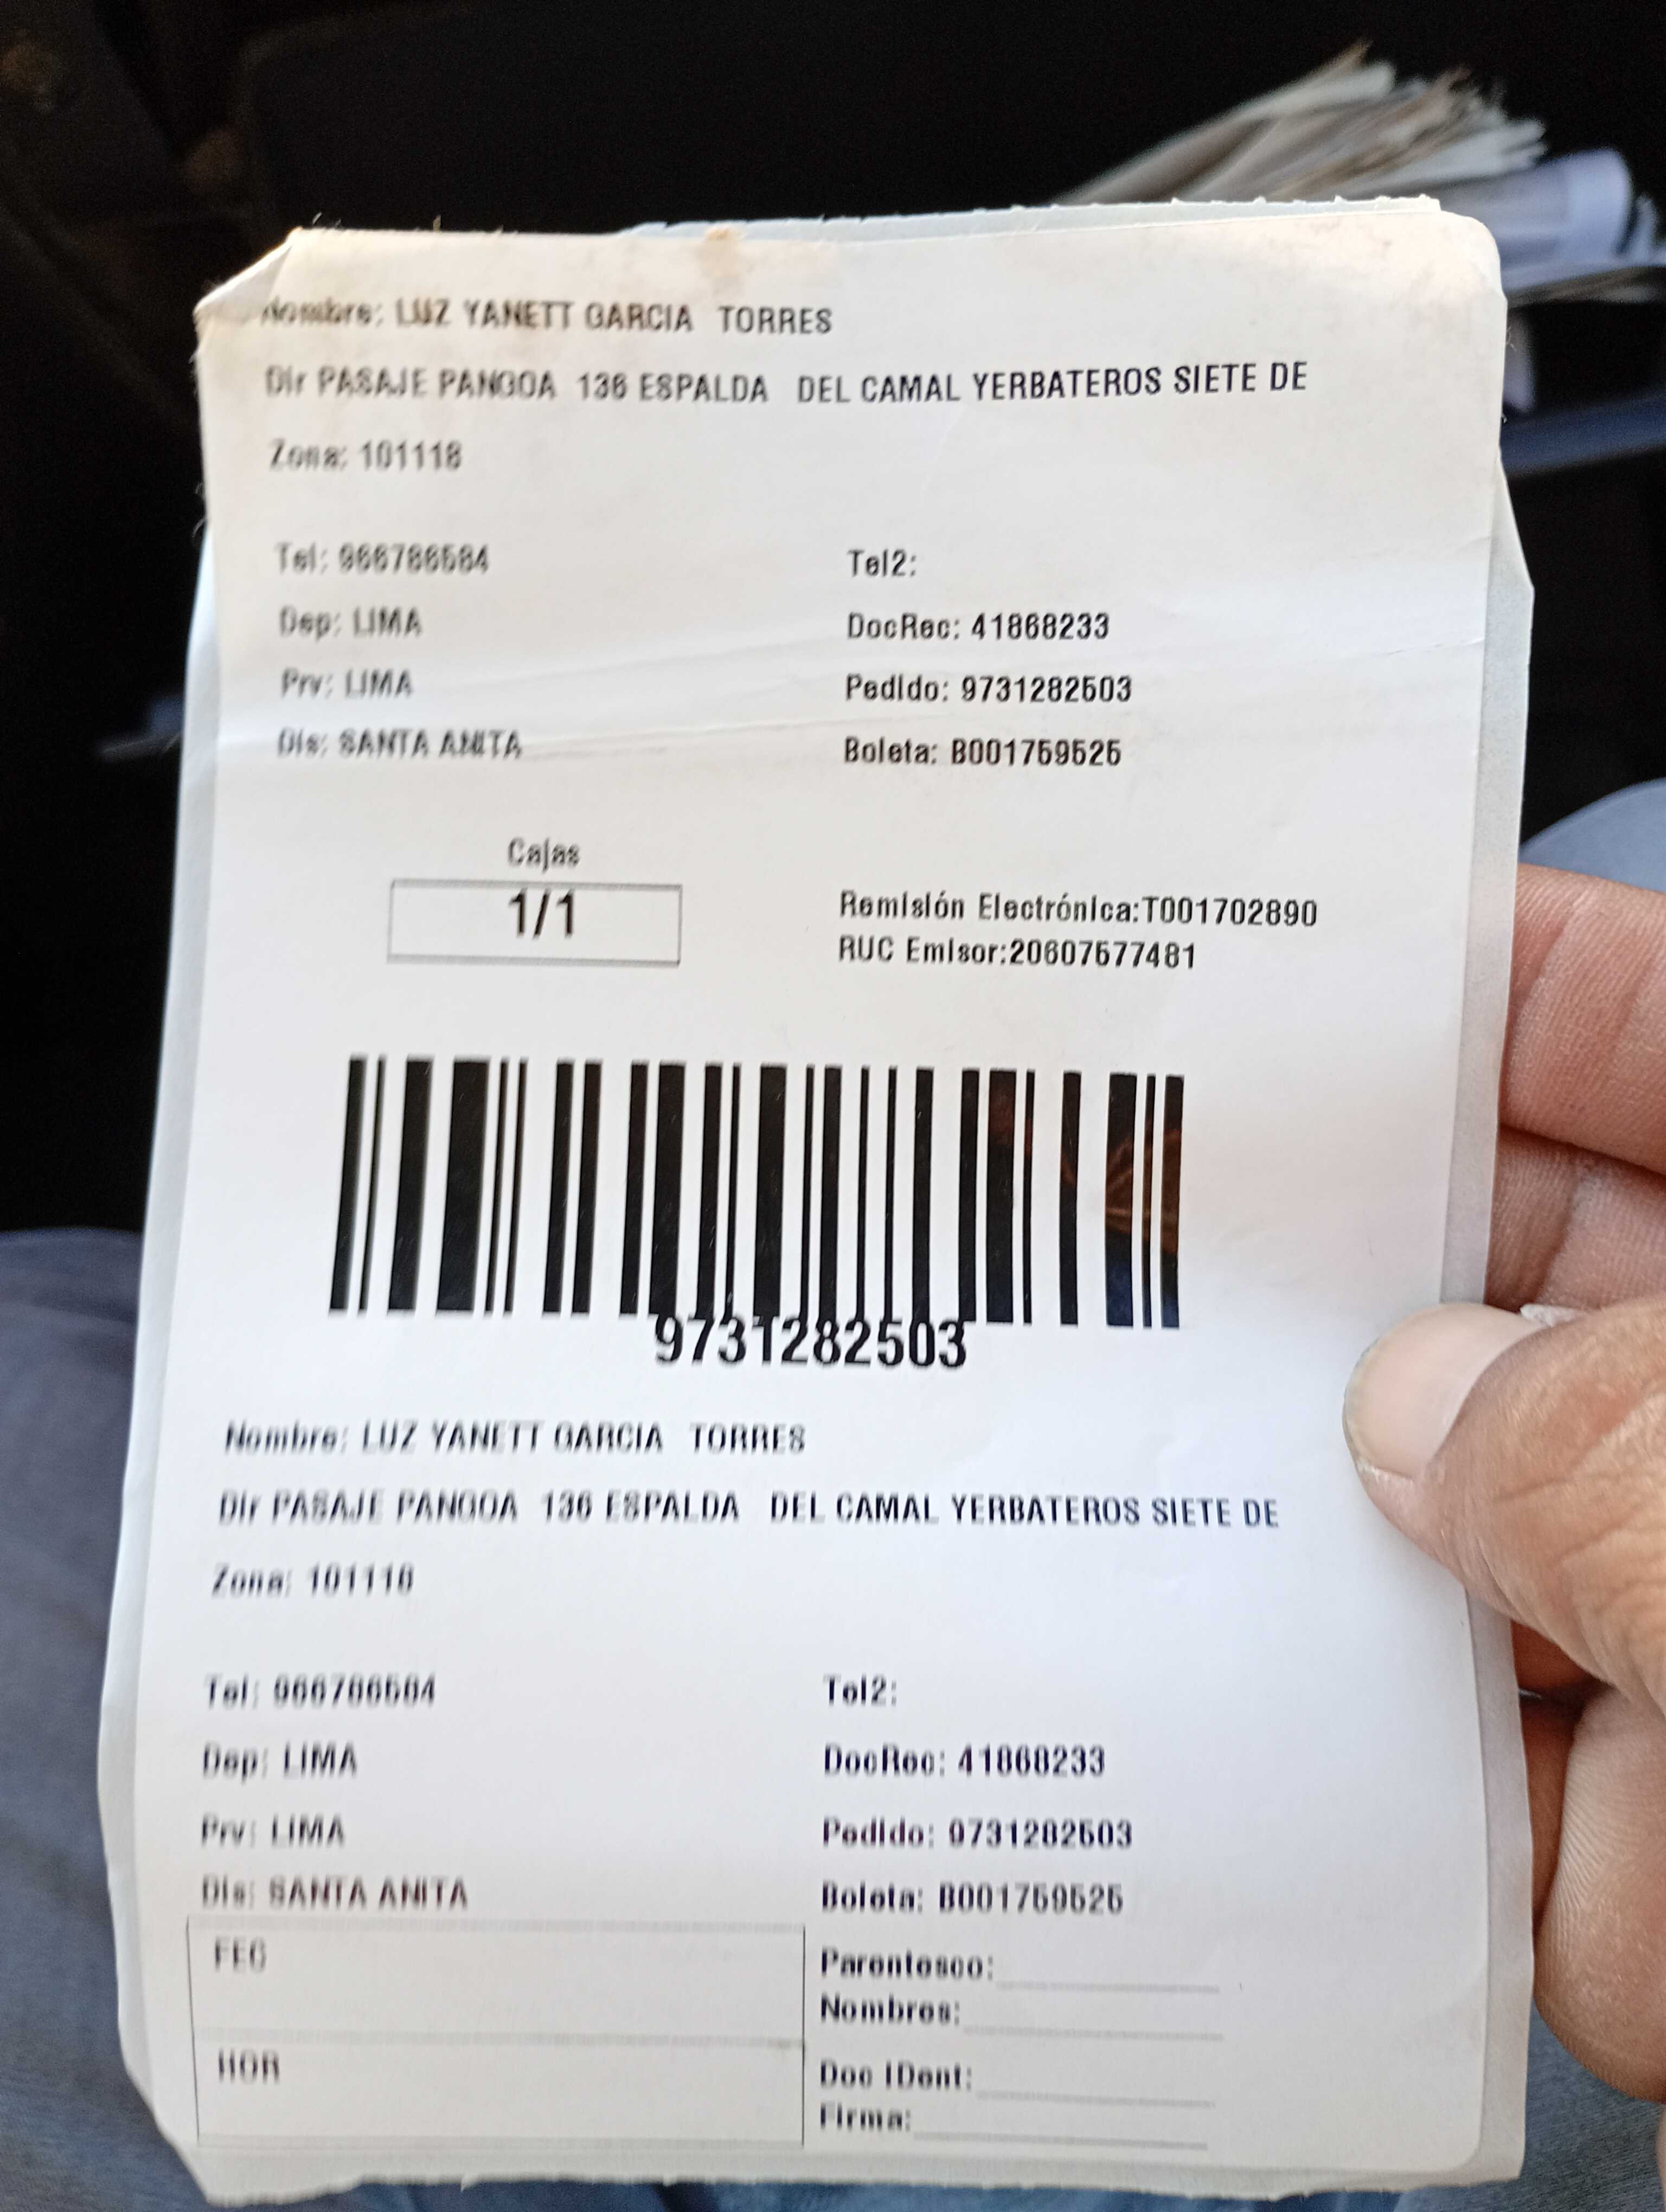 Nombre: LUZ YANETT GARCIA TORRES
Dir PASAJE PANGOA 136 ESPALDA DEL CAMAL YERBATEROS SIETE DE
Zona: 101118
Tel: 966786584 Tel2:
Dep: LIMA DocRec: 41868233
Prv: LIMA Pedido: 9731282503
Dis: SANTA ANITA Boleta: B001759525
Cajas
1/1
Remisión Electrónica:T001702890
RUC Emisor:20607577481
9731282503
Nombre: LUZ YANETT GARCIA TORRES
Dir PASAJE PANGOA 136 ESPALDA DEL CAMAL YERBATEROS SIETE DE
Zona: 101118
Tel: 966786584 Tel2:
Dep: LIMA DocRec: 41868233
Prv: LIMA Pedido: 9731282503
Dis: SANTA ANITA Boleta: B001759525
FEC
HOR
Parentesco:
Nombres:
Doc IDent:
Firma: